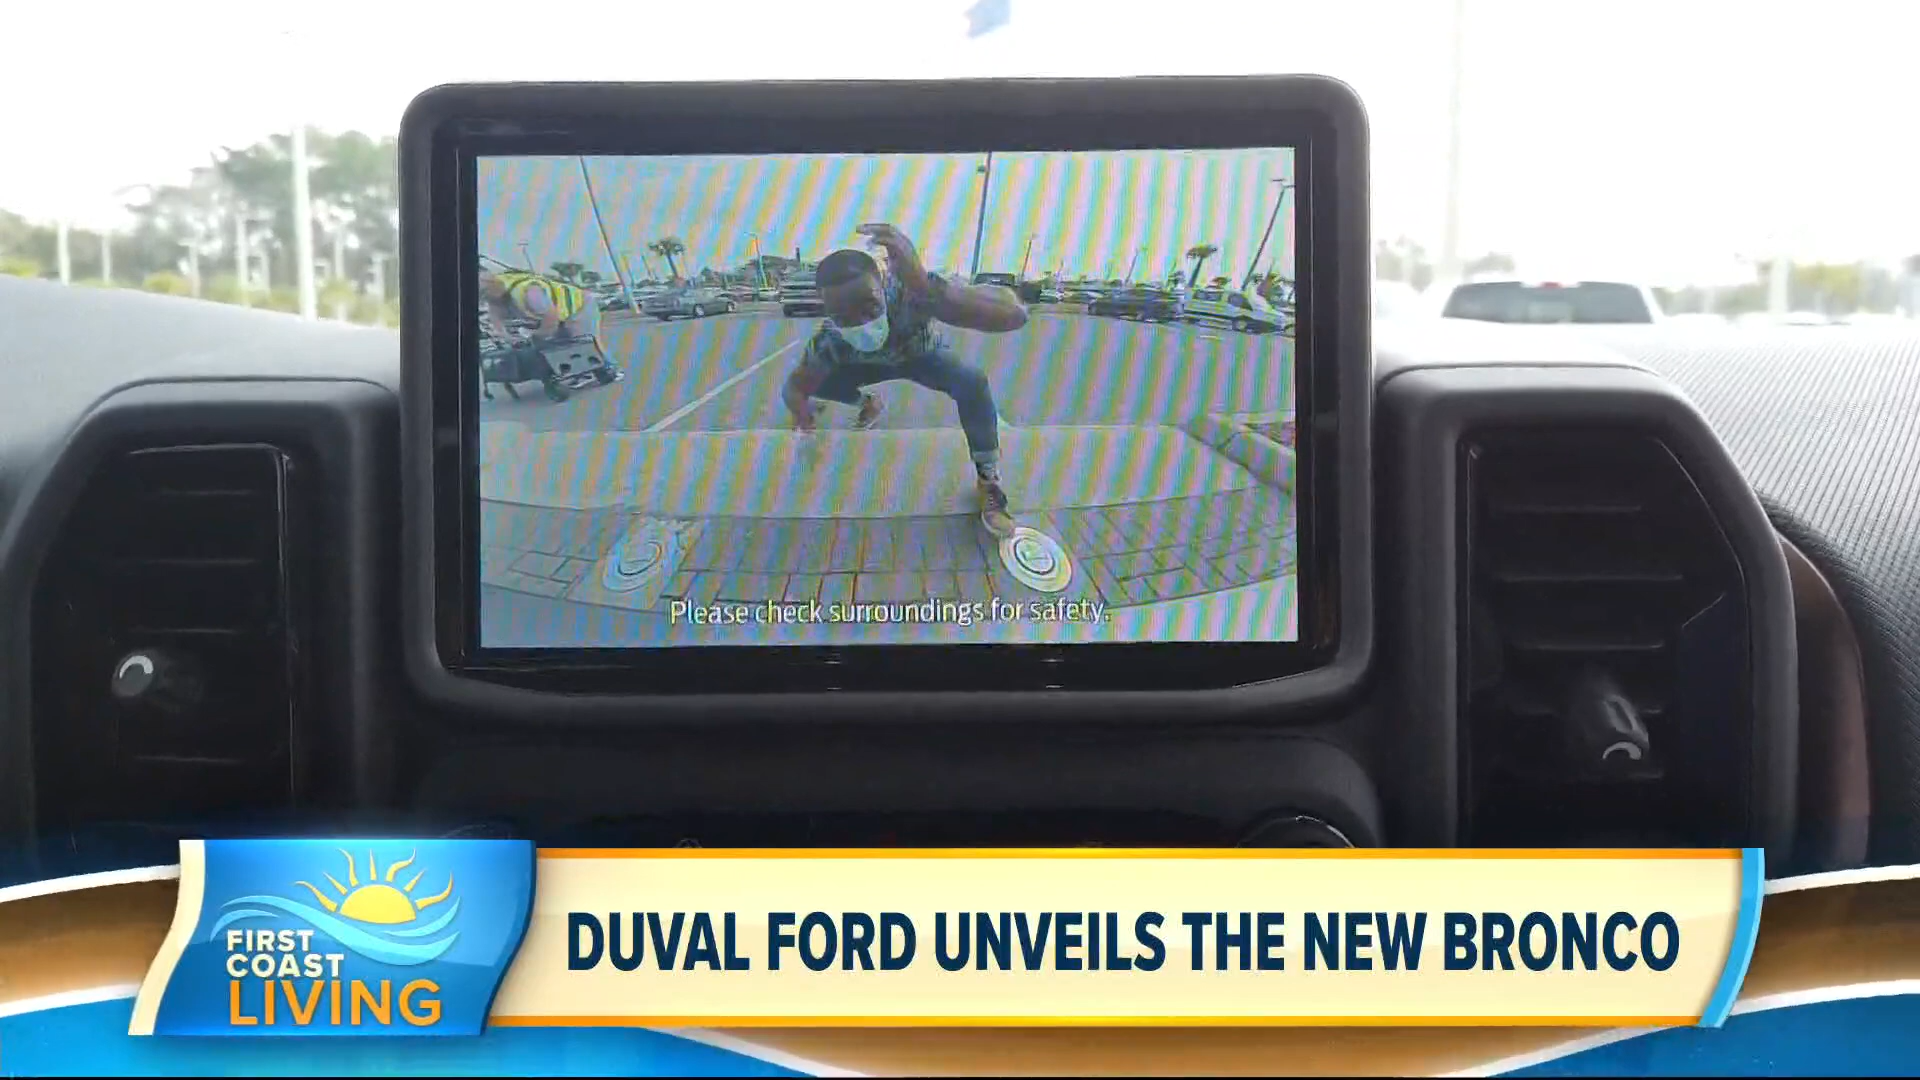 Please check surroundings for safety.
FIRST
COAST
LIVING
DUVAL FORD UNVEILS THE NEW BRONCO